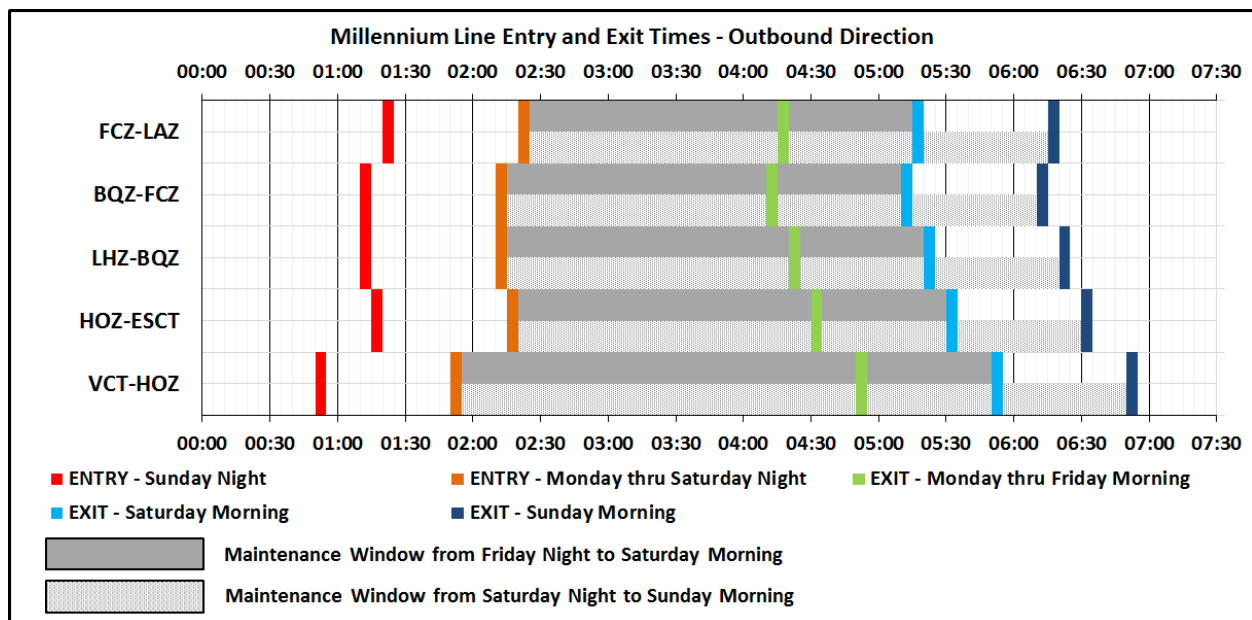 Millennium Line Entry and Exit Times - Outbound Direction
00:00 00:30 01:00 01:30 02:00 02:30 03:00 03:30 04:00 04:30 05:00 05:30 06:00 06:30 07:00 07:30
FCZ-LAZ
BQZ-FCZ
LHZ-BQZ
HOZ-ESCT
VCT-HOZ
00:00 00:30 01:00 01:30 02:00 02:30 03:00 03:30 04:00 04:30 05:00 05:30 06:00 06:30 07:00 07:30
ENTRY - Sunday Night ENTRY - Monday thru Saturday Night EXIT - Monday thru Friday Morning
EXIT - Saturday Morning EXIT - Sunday Morning
Maintenance Window from Friday Night to Saturday Morning
Maintenance Window from Saturday Night to Sunday Morning